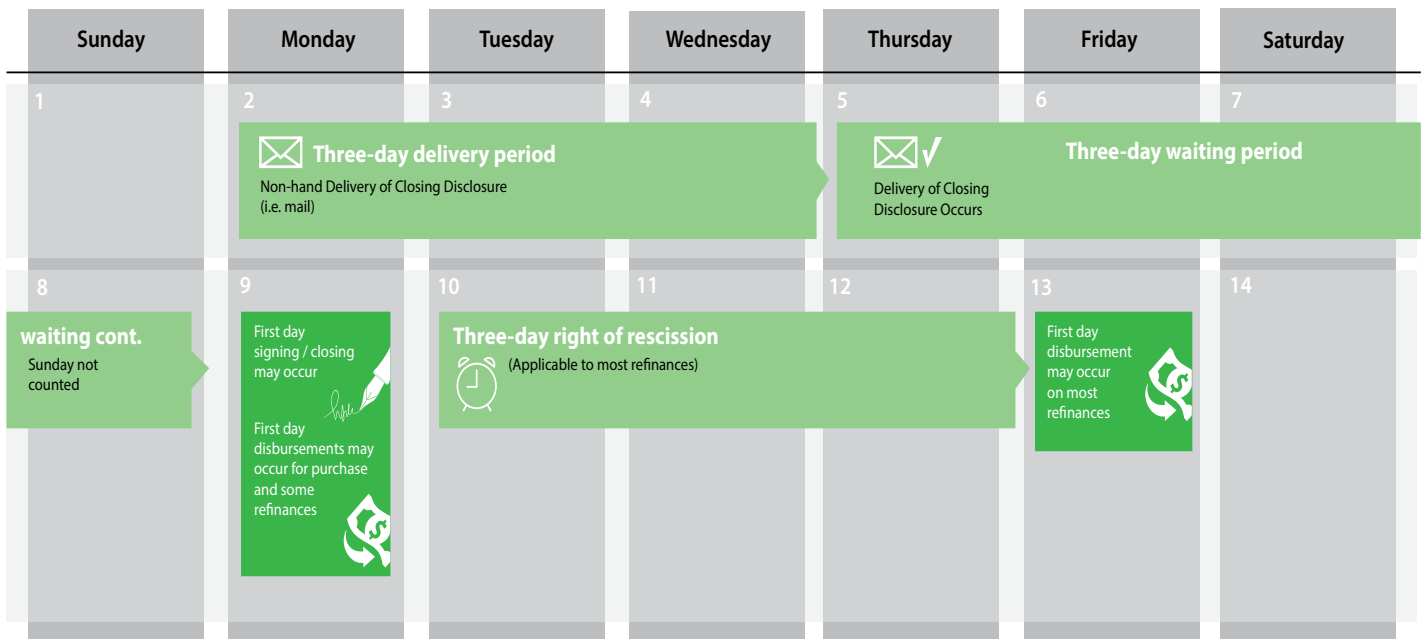 Sunday
Monday
Tuesday
Wednesday
Thursday
Friday
Saturday
1
2
3
4
5
6
7
Three-day delivery period
Non-hand Delivery of Closing Disclosure
(i.e. mail)
Three-day waiting period
Delivery of Closing
Disclosure Occurs
8
9
10
11
12
13
14
waiting cont.
Sunday not
counted
First day
signing / closing
may occur
First day
disbursements may
occur for purchase
and some
refinances
Three-day right of rescission
(Applicable to most refinances)
First day
disbursement
may occur
on most
refinances